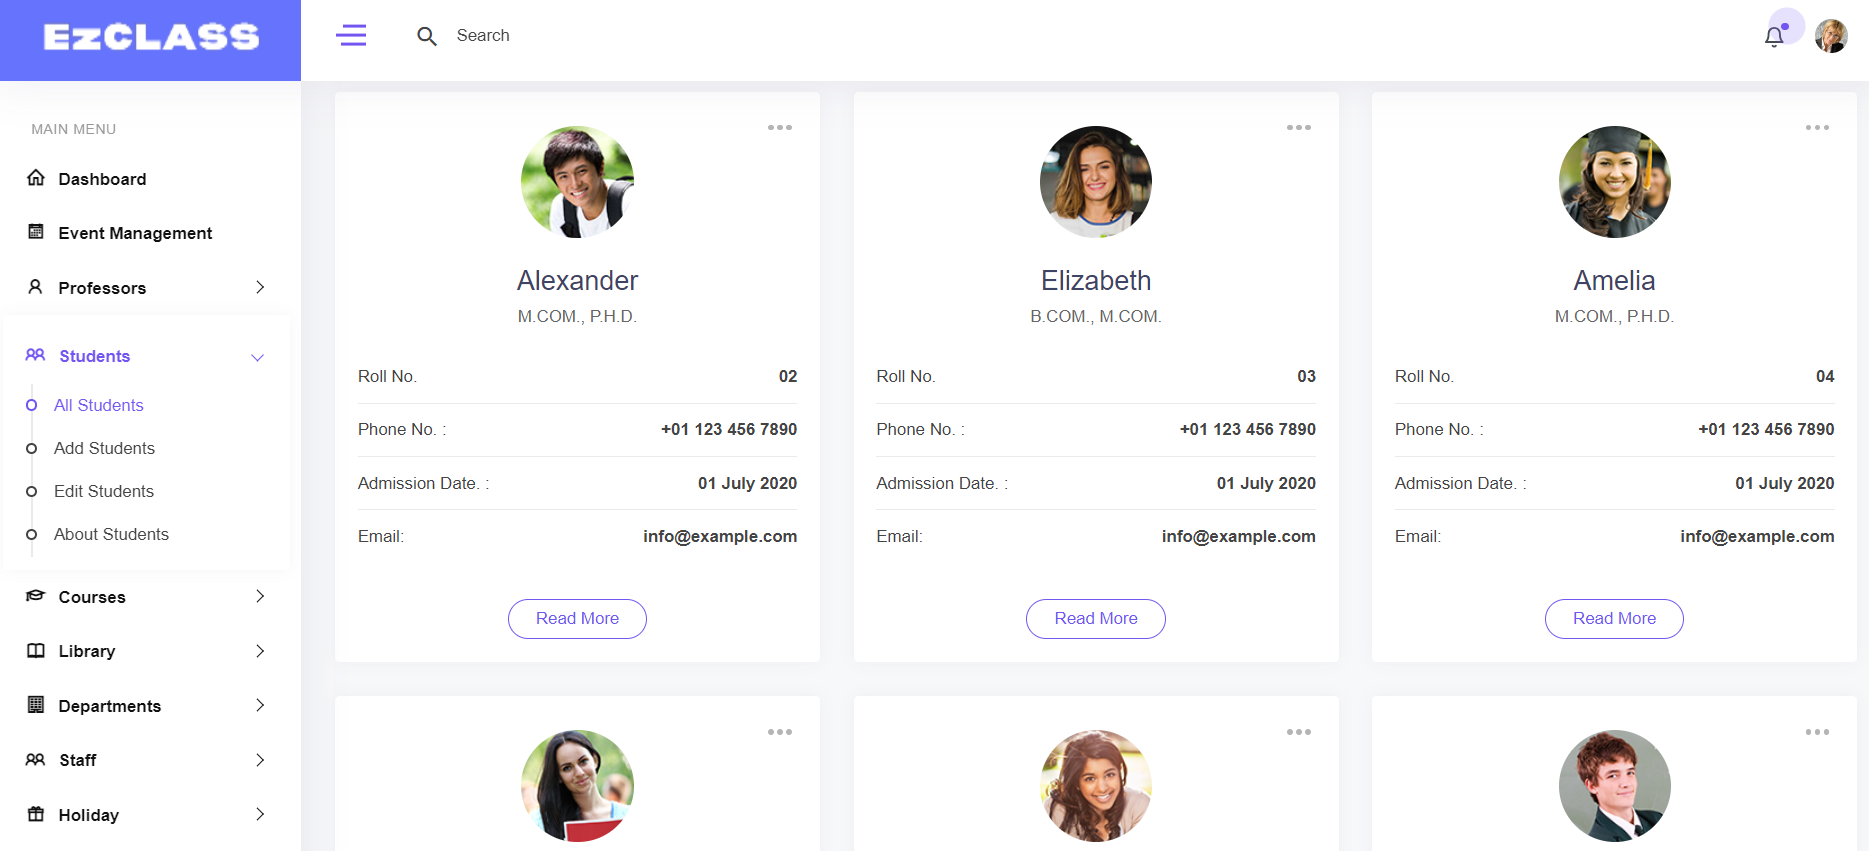 EzCLASS
Search
MAIN MENU
Dashboard
Event Management
Professors
Students
All Students
Add Students
Edit Students
About Students
Courses
Library
Departments
Staff
Holiday
Alexander
M.COM., P.H.D.
Roll No. 02
Phone No. : +01 123 456 7890
Admission Date. : 01 July 2020
Email: info@example.com
Read More
Elizabeth
B.COM., M.COM.
Roll No. 03
Phone No. : +01 123 456 7890
Admission Date. : 01 July 2020
Email: info@example.com
Read More
Amelia
M.COM., P.H.D.
Roll No. 04
Phone No. : +01 123 456 7890
Admission Date. : 01 July 2020
Email: info@example.com
Read More